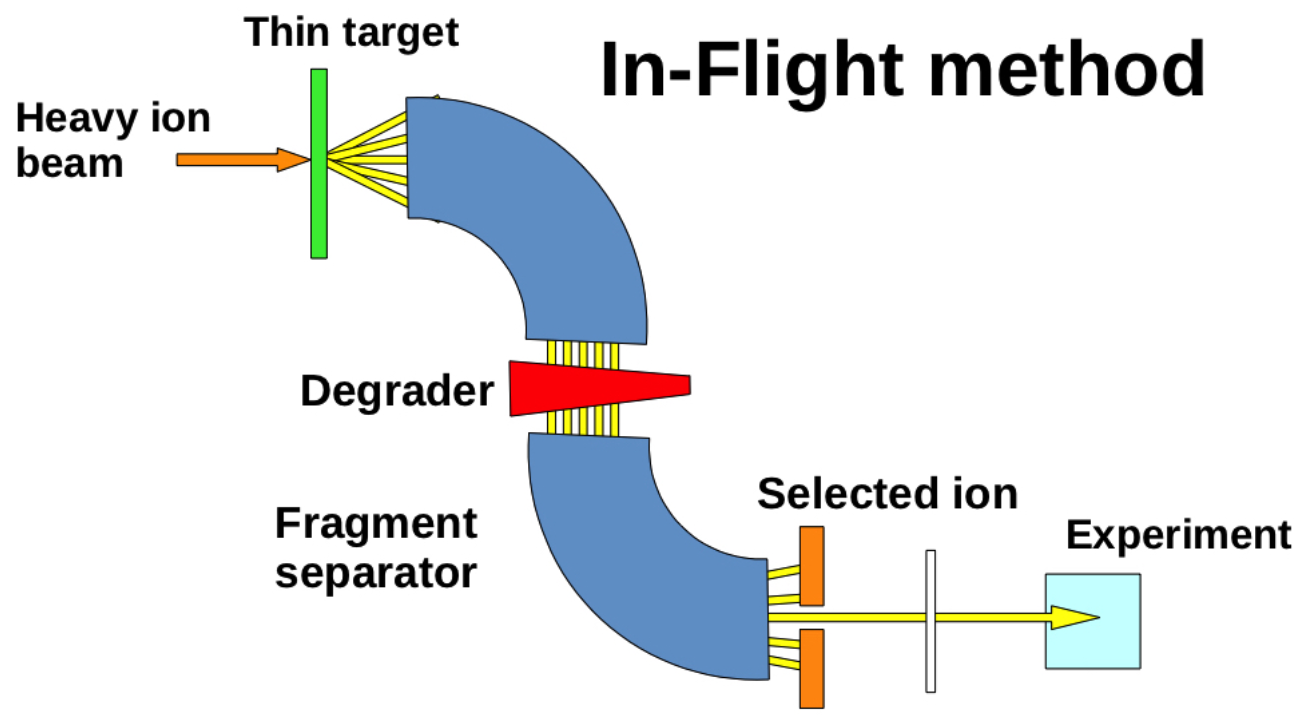 Thin target
In-Flight method
Heavy ion
beam
Degrader
Fragment
separator
Selected ion
Experiment